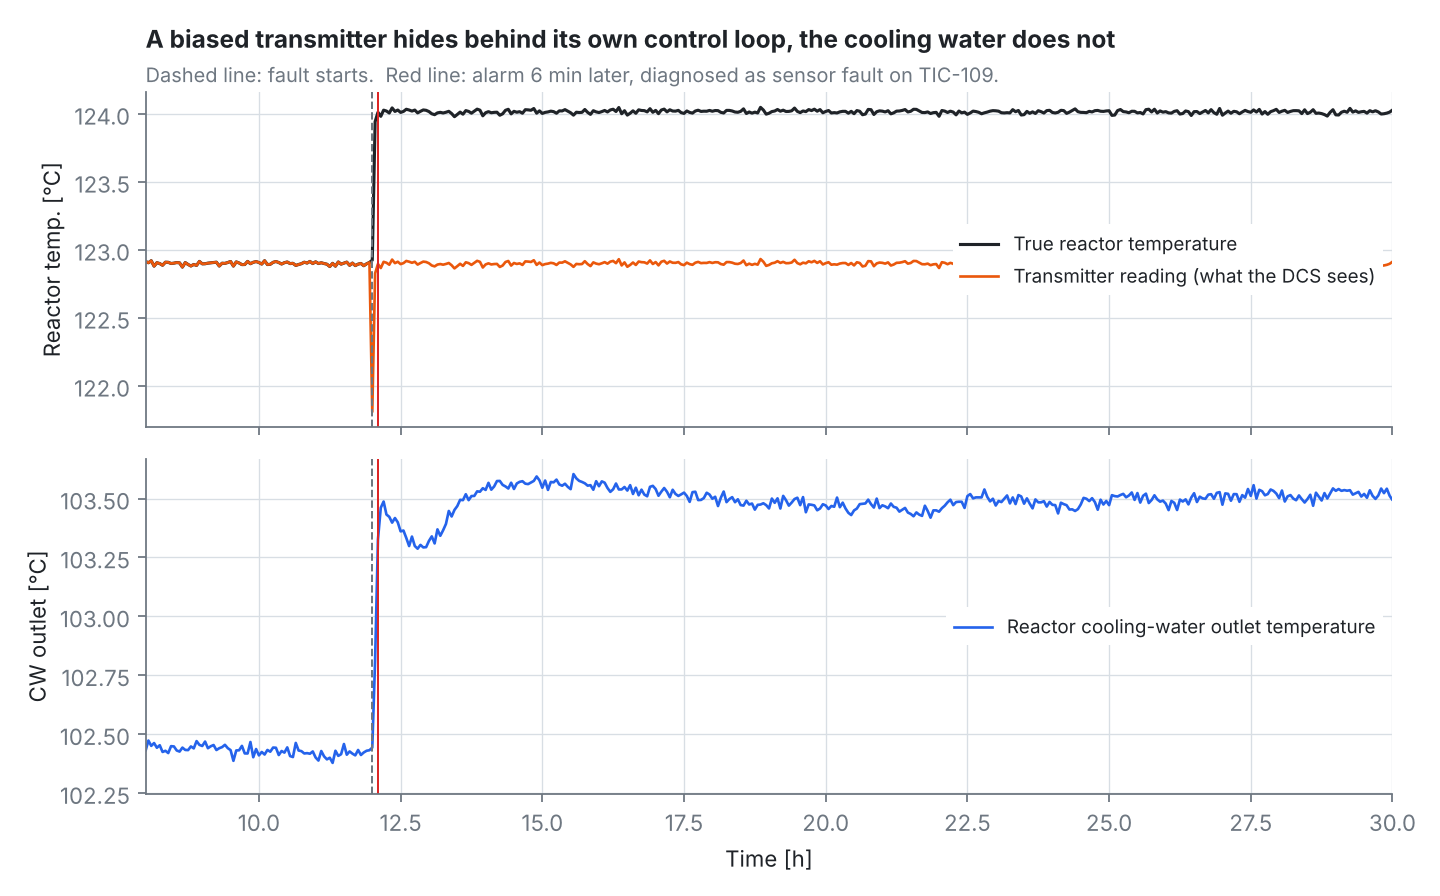 A biased transmitter hides behind its own control loop, the cooling water does not
Dashed line: fault starts.  Red line: alarm 6 min later, diagnosed as sensor fault on TIC-109.
Reactor temp. [°C]
124.0
123.5
123.0
122.5
122.0
True reactor temperature
Transmitter reading (what the DCS sees)
CW outlet [°C]
103.50
103.25
103.00
102.75
102.50
102.25
Reactor cooling-water outlet temperature
10.0 12.5 15.0 17.5 20.0 22.5 25.0 27.5 30.0
Time [h]